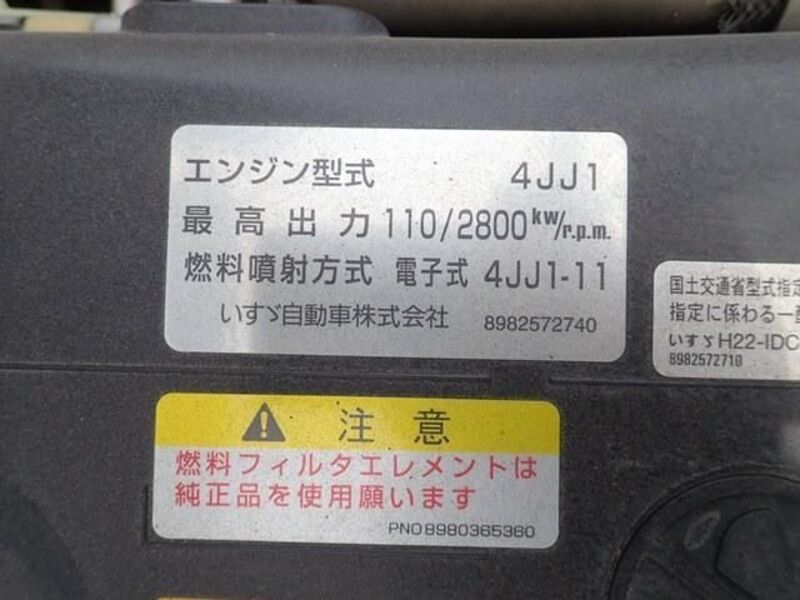 エンジン型式 4JJ1
最高出力 110/2800kw/r.p.m.
燃料噴射方式 電子式 4JJ1-11
いすゞ自動車株式会社 8982572740
国土交通省型式指定
指定に係わる一酸
いすゞH22-IDC
8982572710
⚠ 注意
燃料フィルタエレメントは
純正品を使用願います
PNO8980365360